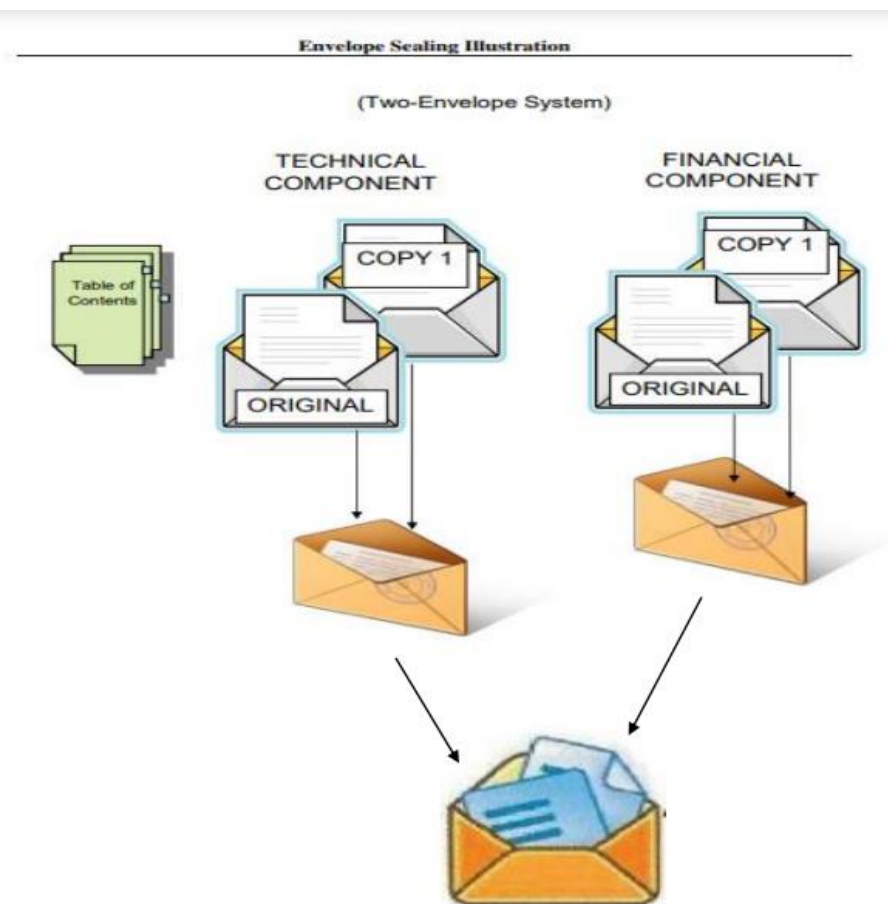 Envelope Sealing Illustration
(Two-Envelope System)
TECHNICAL
COMPONENT
FINANCIAL
COMPONENT
Table of
Contents
COPY 1
ORIGINAL
COPY 1
ORIGINAL